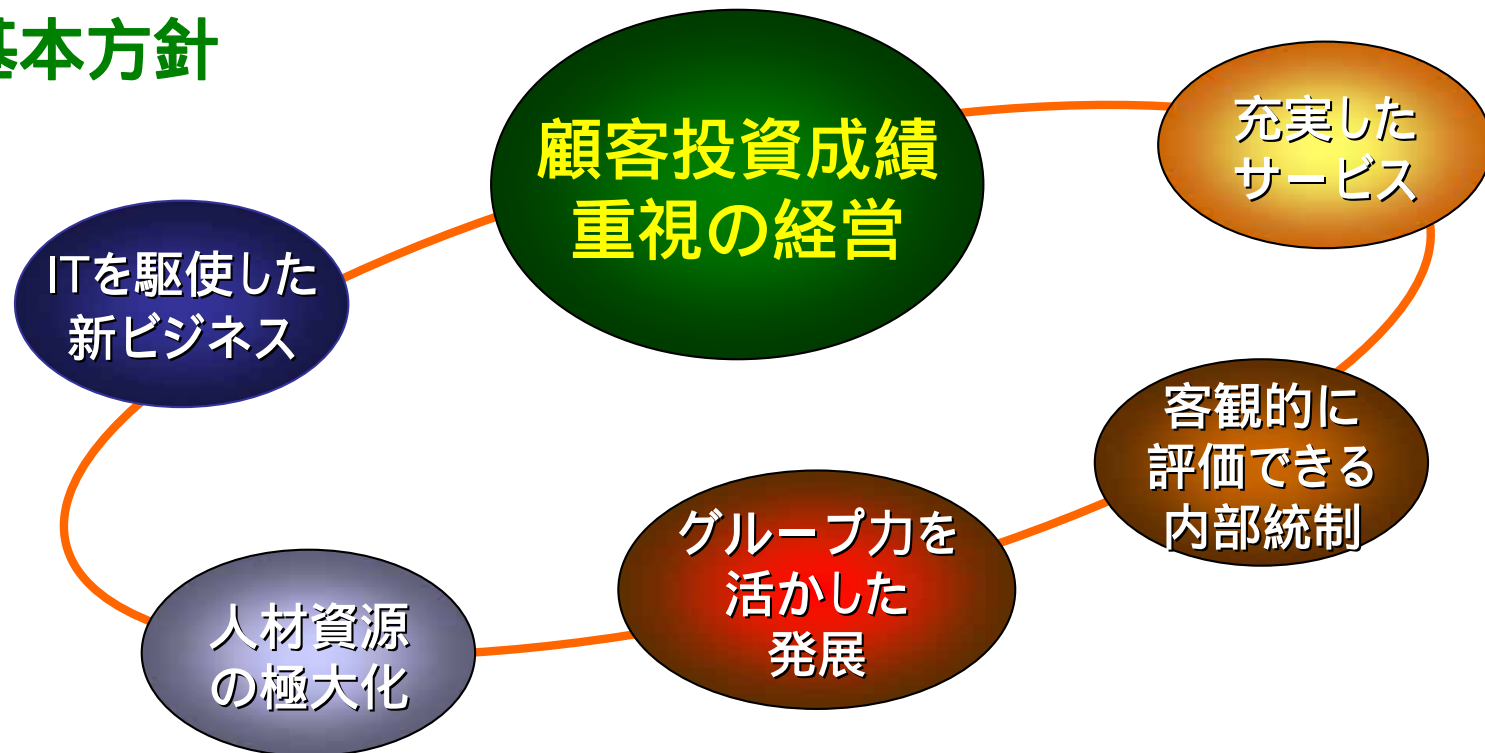 基本方針
顧客投資成績
重視の経営
充実した
サービス
ITを駆使した
新ビジネス
客観的に
評価できる
内部統制
グループ力を
活かした
発展
人材資源
の極大化